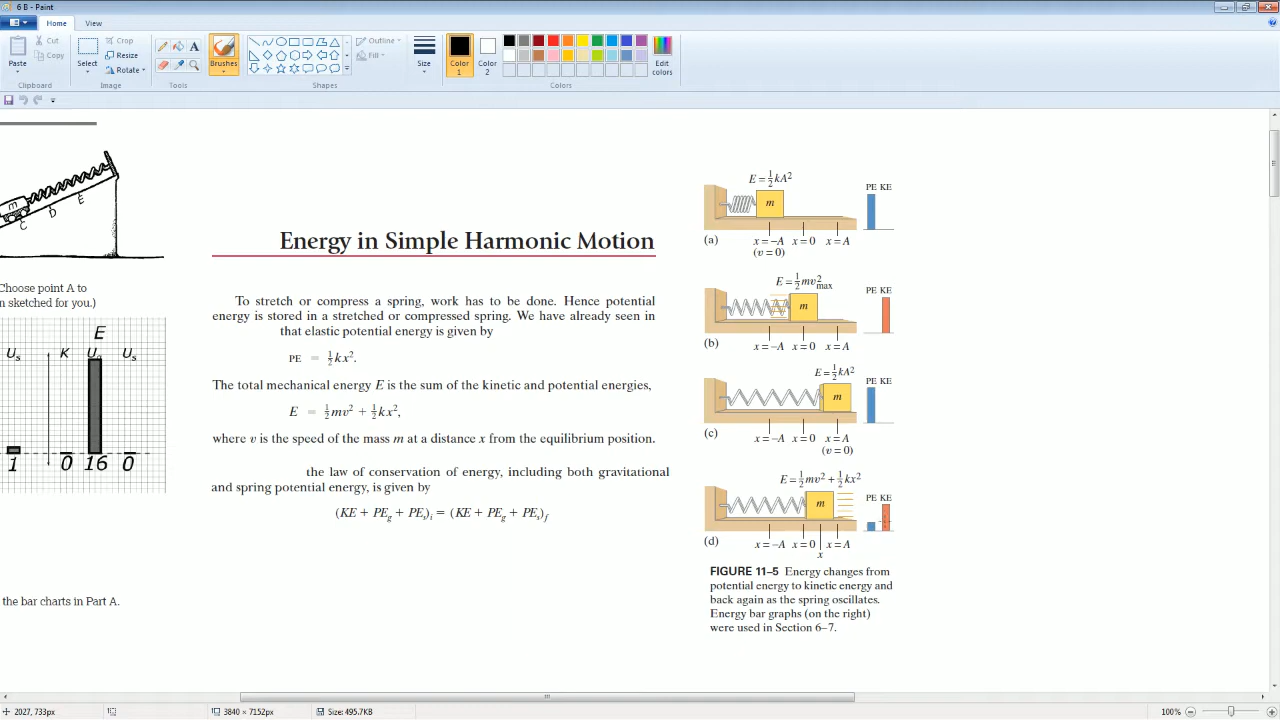 6 B - Paint
Home
View
Paste
Cut
Copy
Clipboard
Select
Crop
Resize
Rotate
Image
A
Tools
Brushes
Shapes
Outline
Fill
Size
Color 1
Color 2
Edit colors
Colors
m
C D E
Choose point A to
n sketched for you.)
E
Us K Ug Us
1 0 16 0
the bar charts in Part A.
Energy in Simple Harmonic Motion
To stretch or compress a spring, work has to be done. Hence potential
energy is stored in a stretched or compressed spring. We have already seen in
that elastic potential energy is given by
PE = ½kx².
The total mechanical energy E is the sum of the kinetic and potential energies,
E = ½mv² + ½kx²,
where v is the speed of the mass m at a distance x from the equilibrium position.
the law of conservation of energy, including both gravitational
and spring potential energy, is given by
(KE + PEg + PEs)i = (KE + PEg + PEs)f
E = ½kA²
PE KE
m
(a) x = −A x = 0 x = A
(v = 0)
E = ½mv²max
PE KE
m
(b) x = −A x = 0 x = A
E = ½kA²
PE KE
m
(c) x = −A x = 0 x = A
(v = 0)
E = ½mv² + ½kx²
PE KE
m
(d) x = −A x = 0 x = A
x
FIGURE 11–5 Energy changes from
potential energy to kinetic energy and
back again as the spring oscillates.
Energy bar graphs (on the right)
were used in Section 6–7.
2027, 733px
3840 × 7152px
Size: 495.7KB
100%